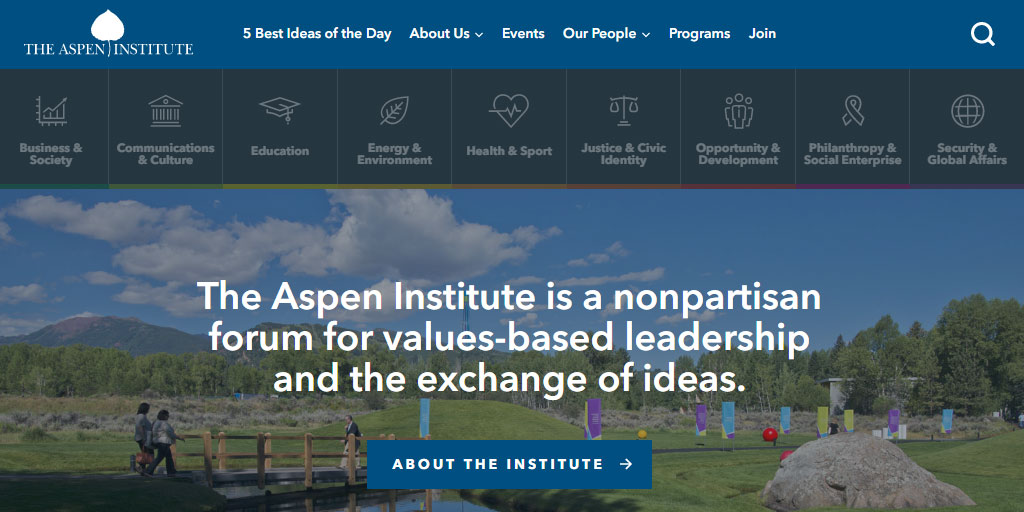 THE ASPEN INSTITUTE
5 Best Ideas of the Day
About Us
Events
Our People
Programs
Join
Business &
Society
Communications
& Culture
Education
Energy &
Environment
Health & Sport
Justice & Civic
Identity
Opportunity &
Development
Philanthropy &
Social Enterprise
Security &
Global Affairs
The Aspen Institute is a nonpartisan
forum for values-based leadership
and the exchange of ideas.
ABOUT THE INSTITUTE